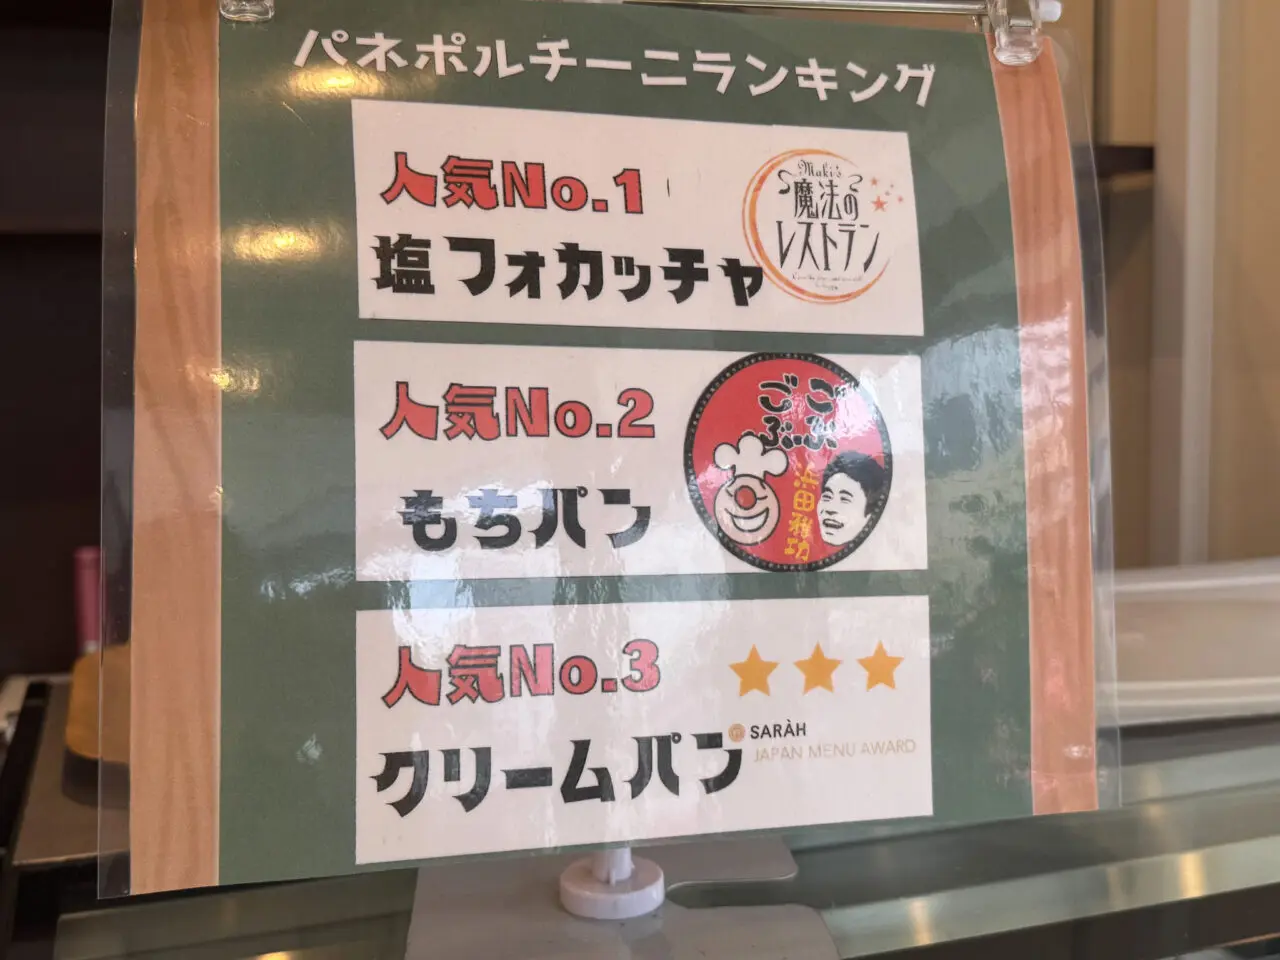 パネポルチーニランキング
人気No.1
塩フォカッチャ
Maki's
魔法の
レストラン
人気No.2
もちパン
ごぶ
ごぶ
浜田雅功
人気No.3
クリームパン
SARÀH
JAPAN MENU AWARD